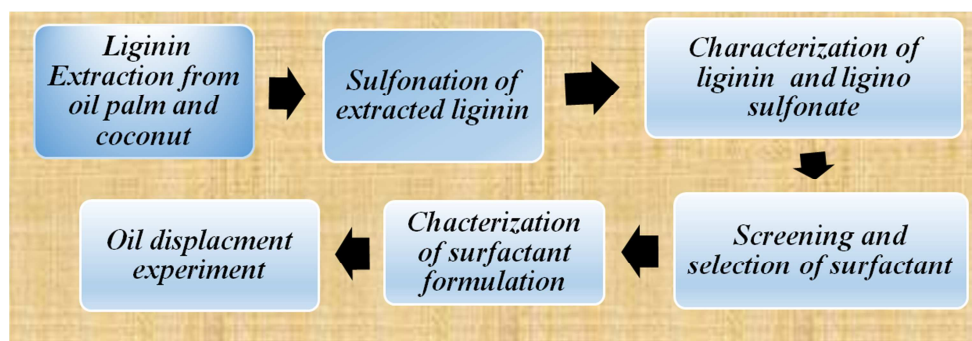 Liginin
Extraction from
oil palm and
coconut
Sulfonation of
extracted liginin
Characterization of
liginin and ligino
sulfonate
Screening and
selection of surfactant
Chacterization
of surfactant
formulation
Oil displacment
experiment